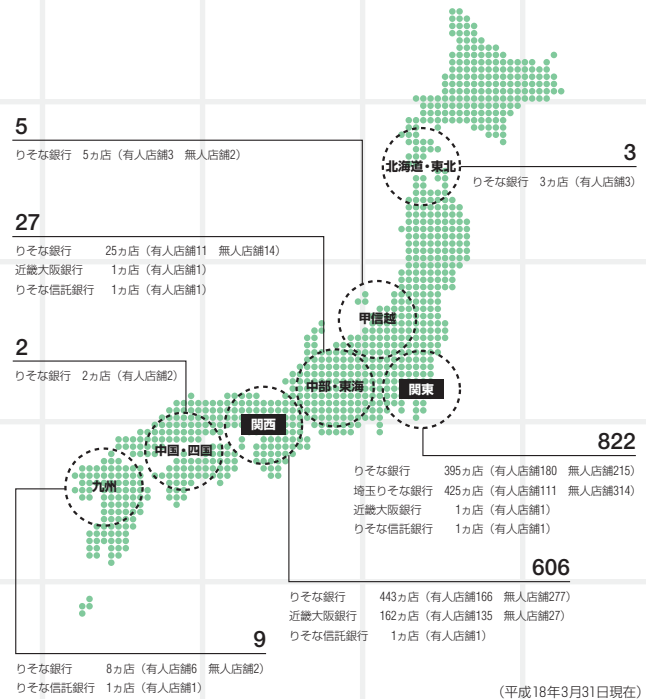 5
りそな銀行 5ヵ店（有人店舗3 無人店舗2）
北海道・東北
3
りそな銀行 3ヵ店（有人店舗3）
27
りそな銀行 25ヵ店（有人店舗11 無人店舗14）
近畿大阪銀行 1ヵ店（有人店舗1）
りそな信託銀行 1ヵ店（有人店舗1）
甲信越
2
りそな銀行 2ヵ店（有人店舗2）
中部・東海
関東
関西
中国・四国
九州
822
りそな銀行 395ヵ店（有人店舗180 無人店舗215）
埼玉りそな銀行 425ヵ店（有人店舗111 無人店舗314）
近畿大阪銀行 1ヵ店（有人店舗1）
りそな信託銀行 1ヵ店（有人店舗1）
606
りそな銀行 443ヵ店（有人店舗166 無人店舗277）
近畿大阪銀行 162ヵ店（有人店舗135 無人店舗27）
りそな信託銀行 1ヵ店（有人店舗1）
9
りそな銀行 8ヵ店（有人店舗6 無人店舗2）
りそな信託銀行 1ヵ店（有人店舗1）
（平成18年3月31日現在）